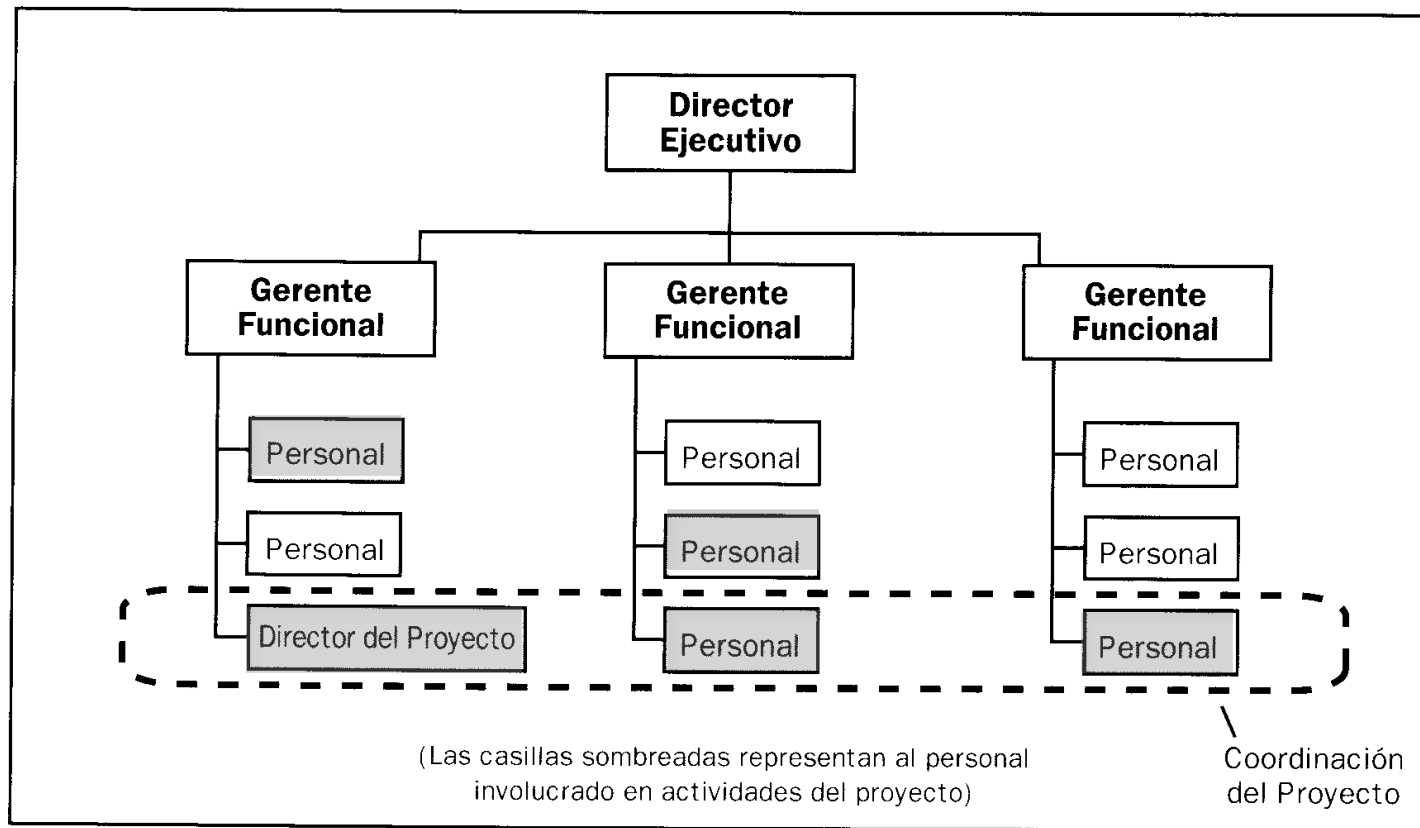 Director
Ejecutivo
Gerente
Funcional
Gerente
Funcional
Gerente
Funcional
Personal
Personal
Personal
Personal
Personal
Personal
Director del Proyecto
Personal
Personal
(Las casillas sombreadas representan al personal
involucrado en actividades del proyecto)
Coordinación
del Proyecto